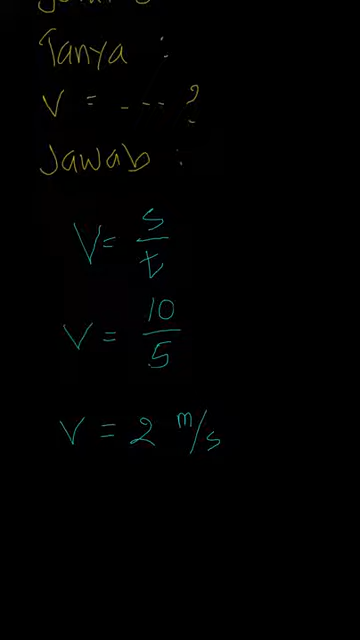 Tanya :
V = ---- ?
Jawab :
V = s/t
V = 10/5
V = 2 m/s